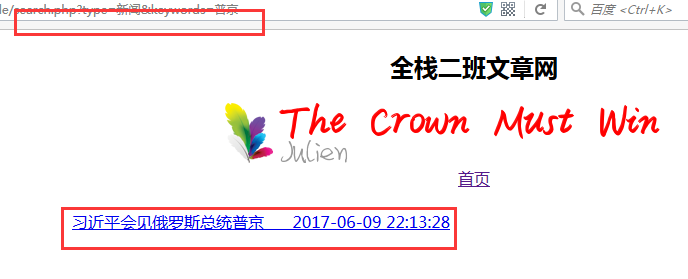 le/search.php?type=新闻&keywords=普京
百度 <Ctrl+K>
全栈二班文章网
The Crown Must Win
Julien
首页
习近平会见俄罗斯总统普京 2017-06-09 22:13:28